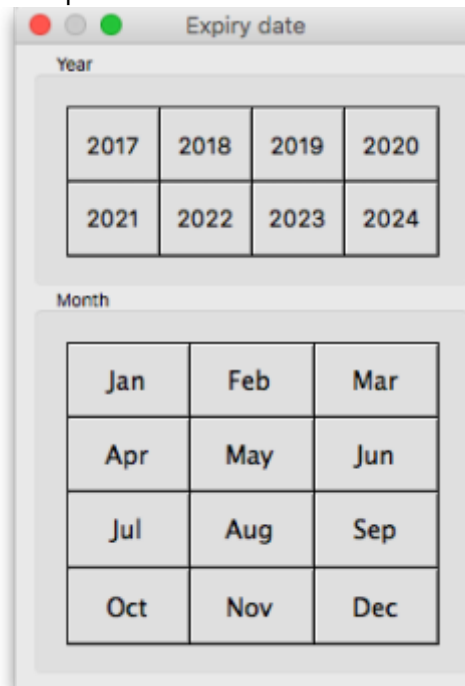 Expiry date
Year
2017 2018 2019 2020
2021 2022 2023 2024
Month
Jan Feb Mar
Apr May Jun
Jul Aug Sep
Oct Nov Dec